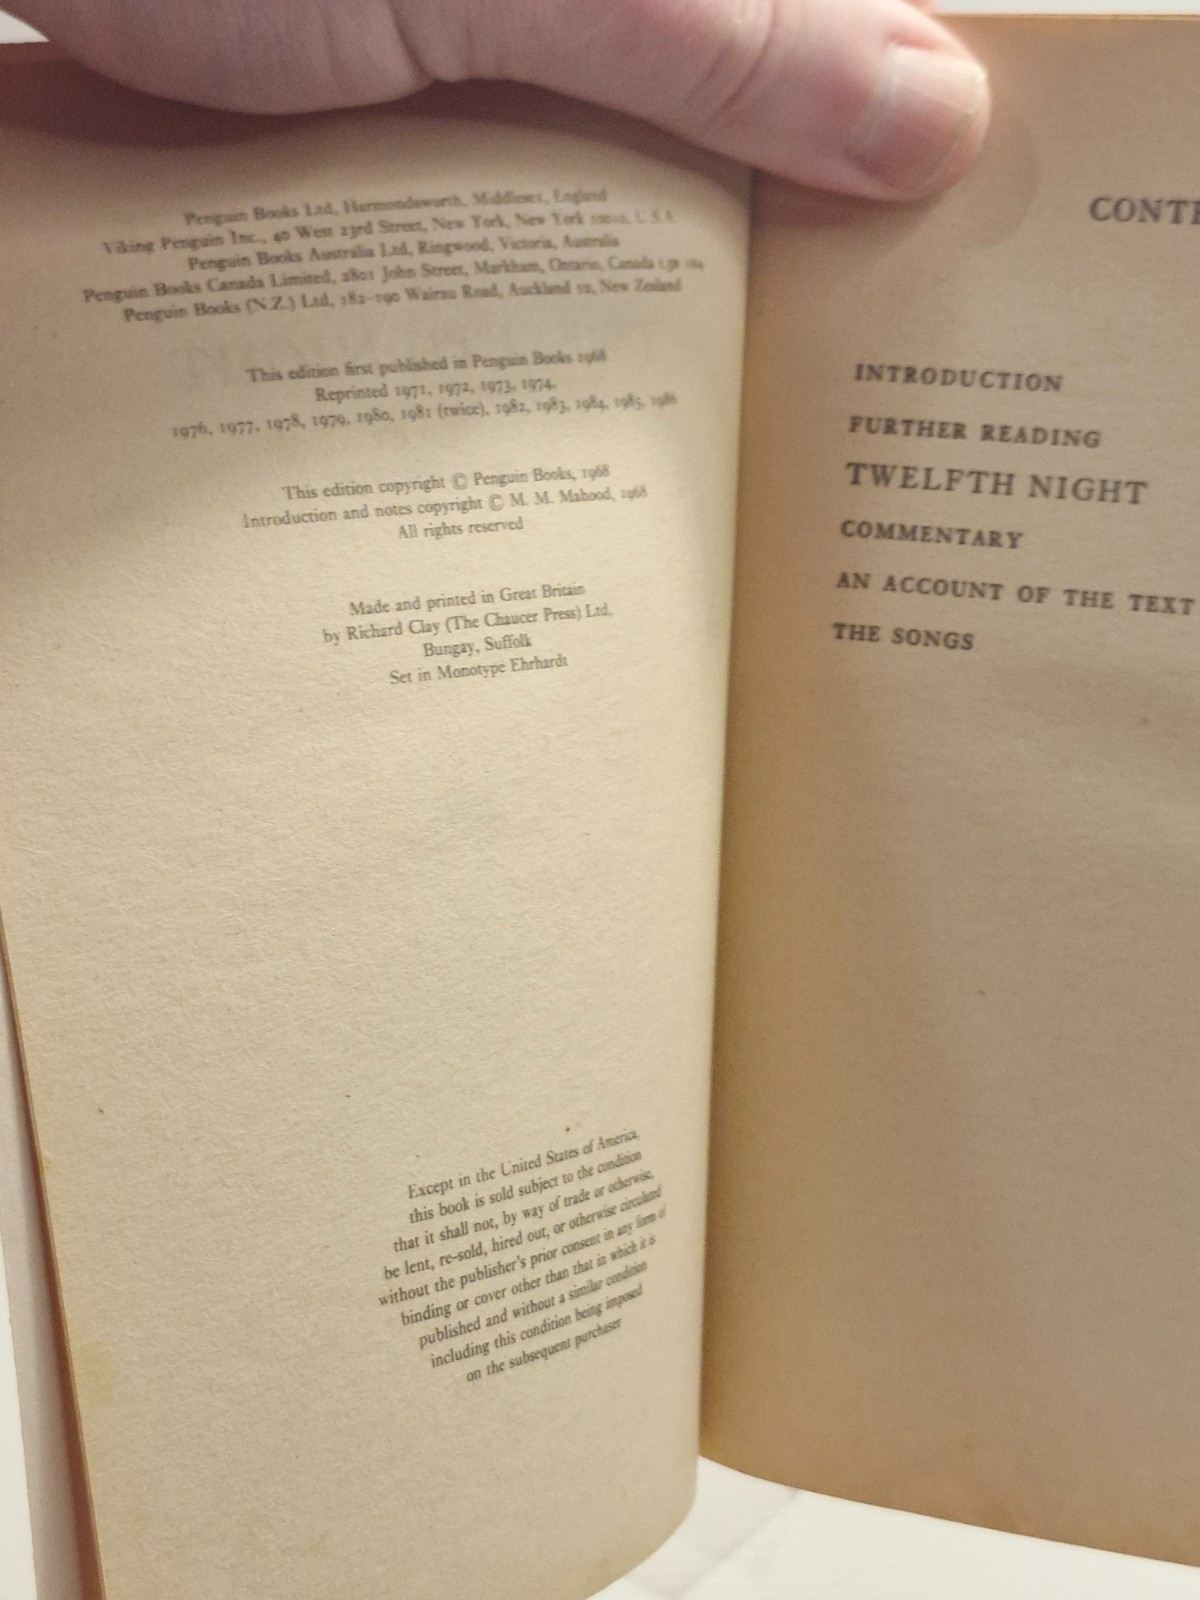 Penguin Books Ltd, Harmondsworth, Middlesex, England
Viking Penguin Inc., 40 West 23rd Street, New York, New York 10010, U.S.A.
Penguin Books Australia Ltd, Ringwood, Victoria, Australia
Penguin Books Canada Limited, 2801 John Street, Markham, Ontario, Canada
Penguin Books (N.Z.) Ltd, 182–190 Wairau Road, Auckland 10, New Zealand
This edition first published in Penguin Books 1968
Reprinted 1971, 1972, 1973, 1974,
1976, 1977, 1978, 1979, 1980, 1981 (twice), 1982, 1983, 1984, 1985, 1986
This edition copyright © Penguin Books, 1968
Introduction and notes copyright © M. M. Mahood, 1968
All rights reserved
Made and printed in Great Britain
by Richard Clay (The Chaucer Press) Ltd,
Bungay, Suffolk
Set in Monotype Ehrhardt
Except in the United States of America,
this book is sold subject to the condition
that it shall not, by way of trade or otherwise,
be lent, re-sold, hired out, or otherwise circulated
without the publisher's prior consent in any form of
binding or cover other than that in which it is
published and without a similar condition
including this condition being imposed
on the subsequent purchaser
CONTE
INTRODUCTION
FURTHER READING
TWELFTH NIGHT
COMMENTARY
AN ACCOUNT OF THE TEXT
THE SONGS